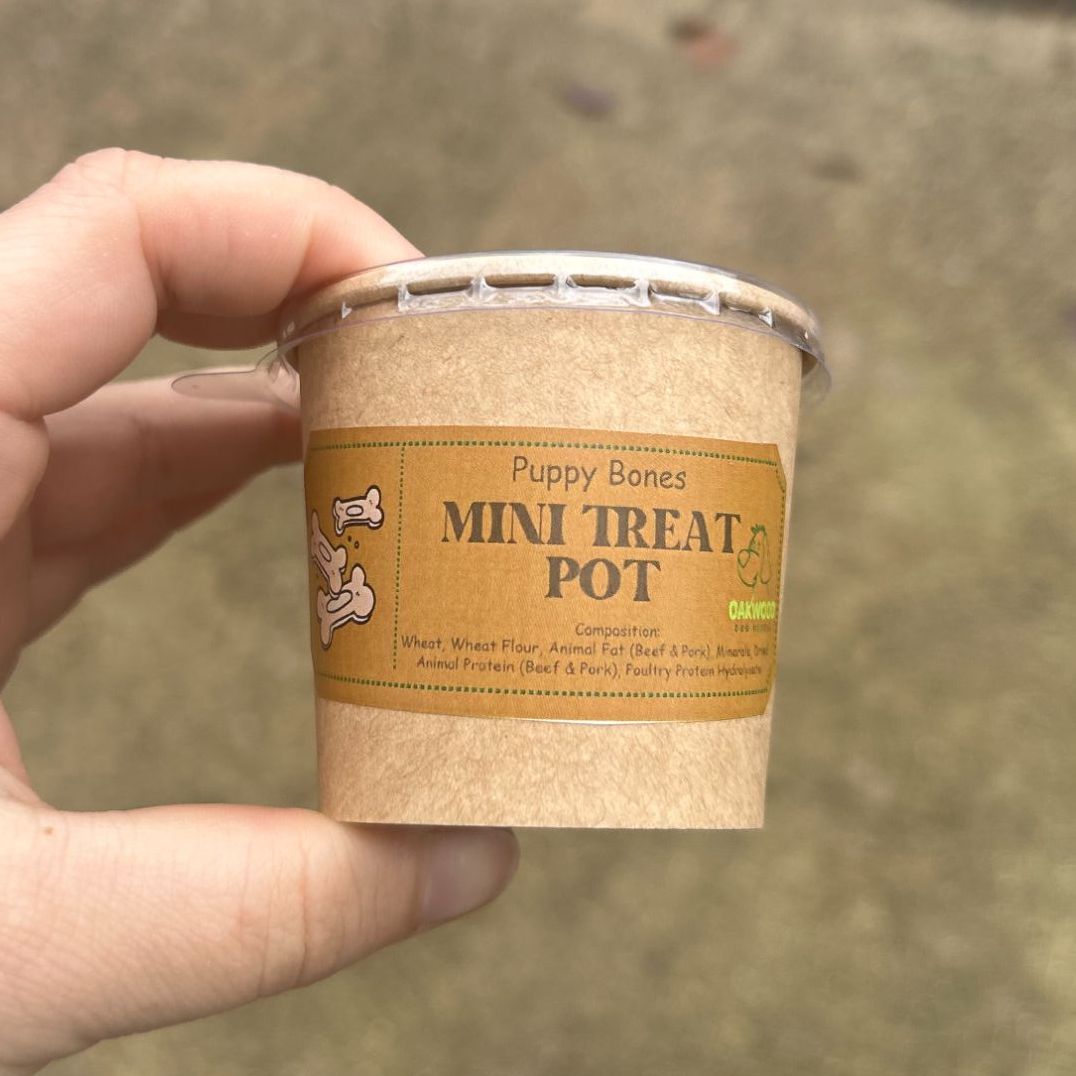 Puppy Bones
MINI TREAT
POT
OAKWOOD
Composition:
Wheat, Wheat Flour, Animal Fat (Beef & Pork), Minerals, Dried
Animal Protein (Beef & Pork), Poultry Protein Hydrolysate